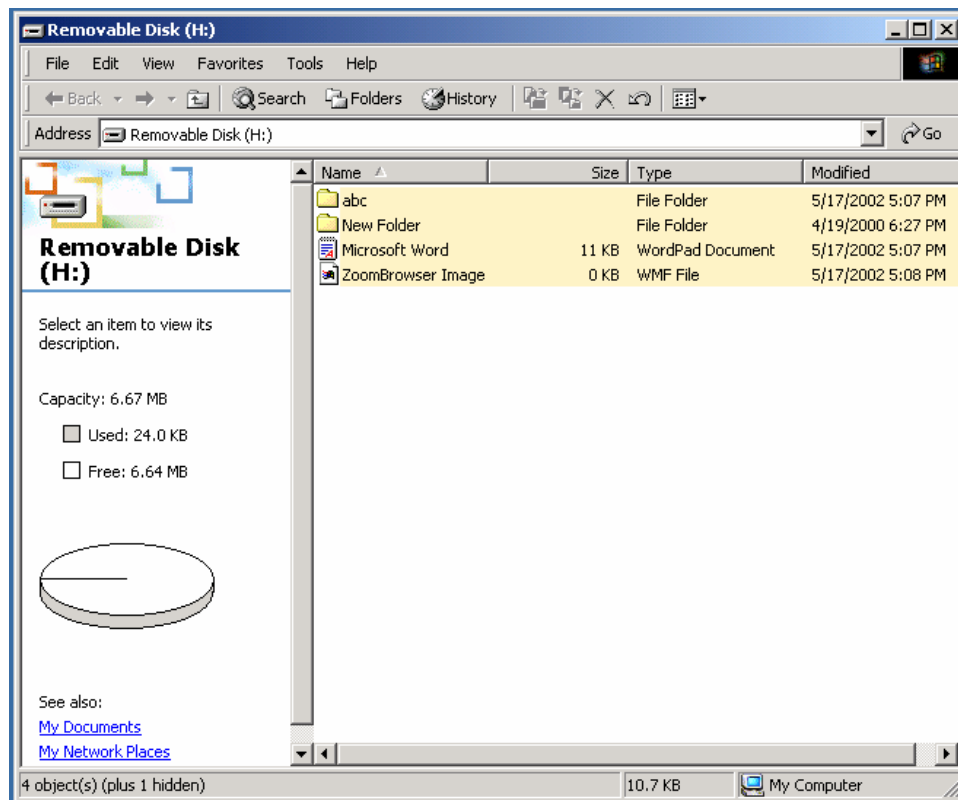 Removable Disk (H:)
File Edit View Favorites Tools Help
Back Search Folders History
Address Removable Disk (H:) Go
Name Size Type Modified
abc File Folder 5/17/2002 5:07 PM
New Folder File Folder 4/19/2000 6:27 PM
Microsoft Word 11 KB WordPad Document 5/17/2002 5:07 PM
ZoomBrowser Image 0 KB WMF File 5/17/2002 5:08 PM
Removable Disk
(H:)
Select an item to view its
description.
Capacity: 6.67 MB
Used: 24.0 KB
Free: 6.64 MB
See also:
My Documents
My Network Places
4 object(s) (plus 1 hidden) 10.7 KB My Computer